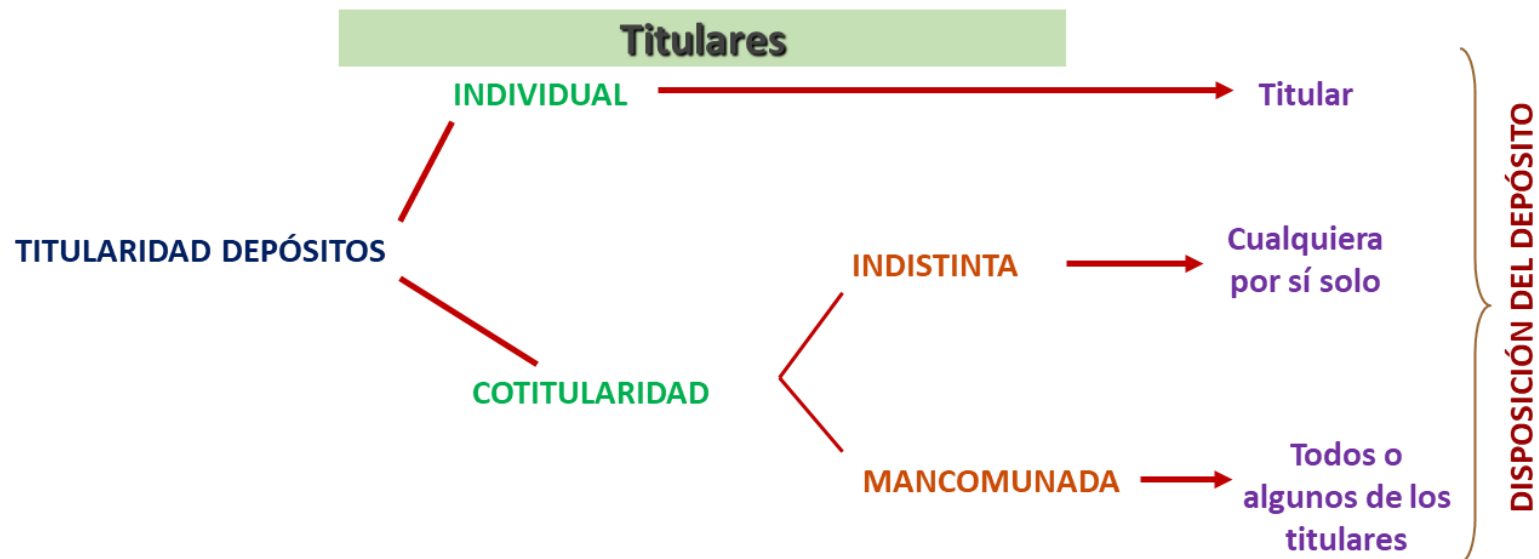 Titulares
INDIVIDUAL
Titular
TITULARIDAD DEPÓSITOS
INDISTINTA
Cualquiera
por sí solo
COTITULARIDAD
MANCOMUNADA
Todos o
algunos de los
titulares
DISPOSICIÓN DEL DEPÓSITO